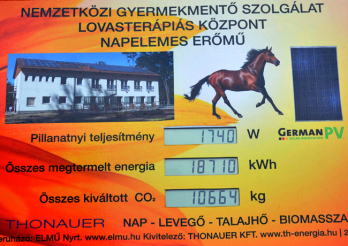 NEMZETKÖZI GYERMEKMENTŐ SZOLGÁLAT
LOVASTERÁPIÁS KÖZPONT
NAPELEMES ERŐMŰ
Pillanatnyi teljesítmény 1740 W
GERMAN PV
Összes megtermelt energia 18710 kWh
Összes kiváltott CO₂ 10664 kg
THONAUER NAP - LEVEGŐ - TALAJHŐ - BIOMASSZA
eruházó: ELMŰ Nyrt. www.elmu.hu Kivitelező: THONAUER KFT. www.th-energia.hu | 2